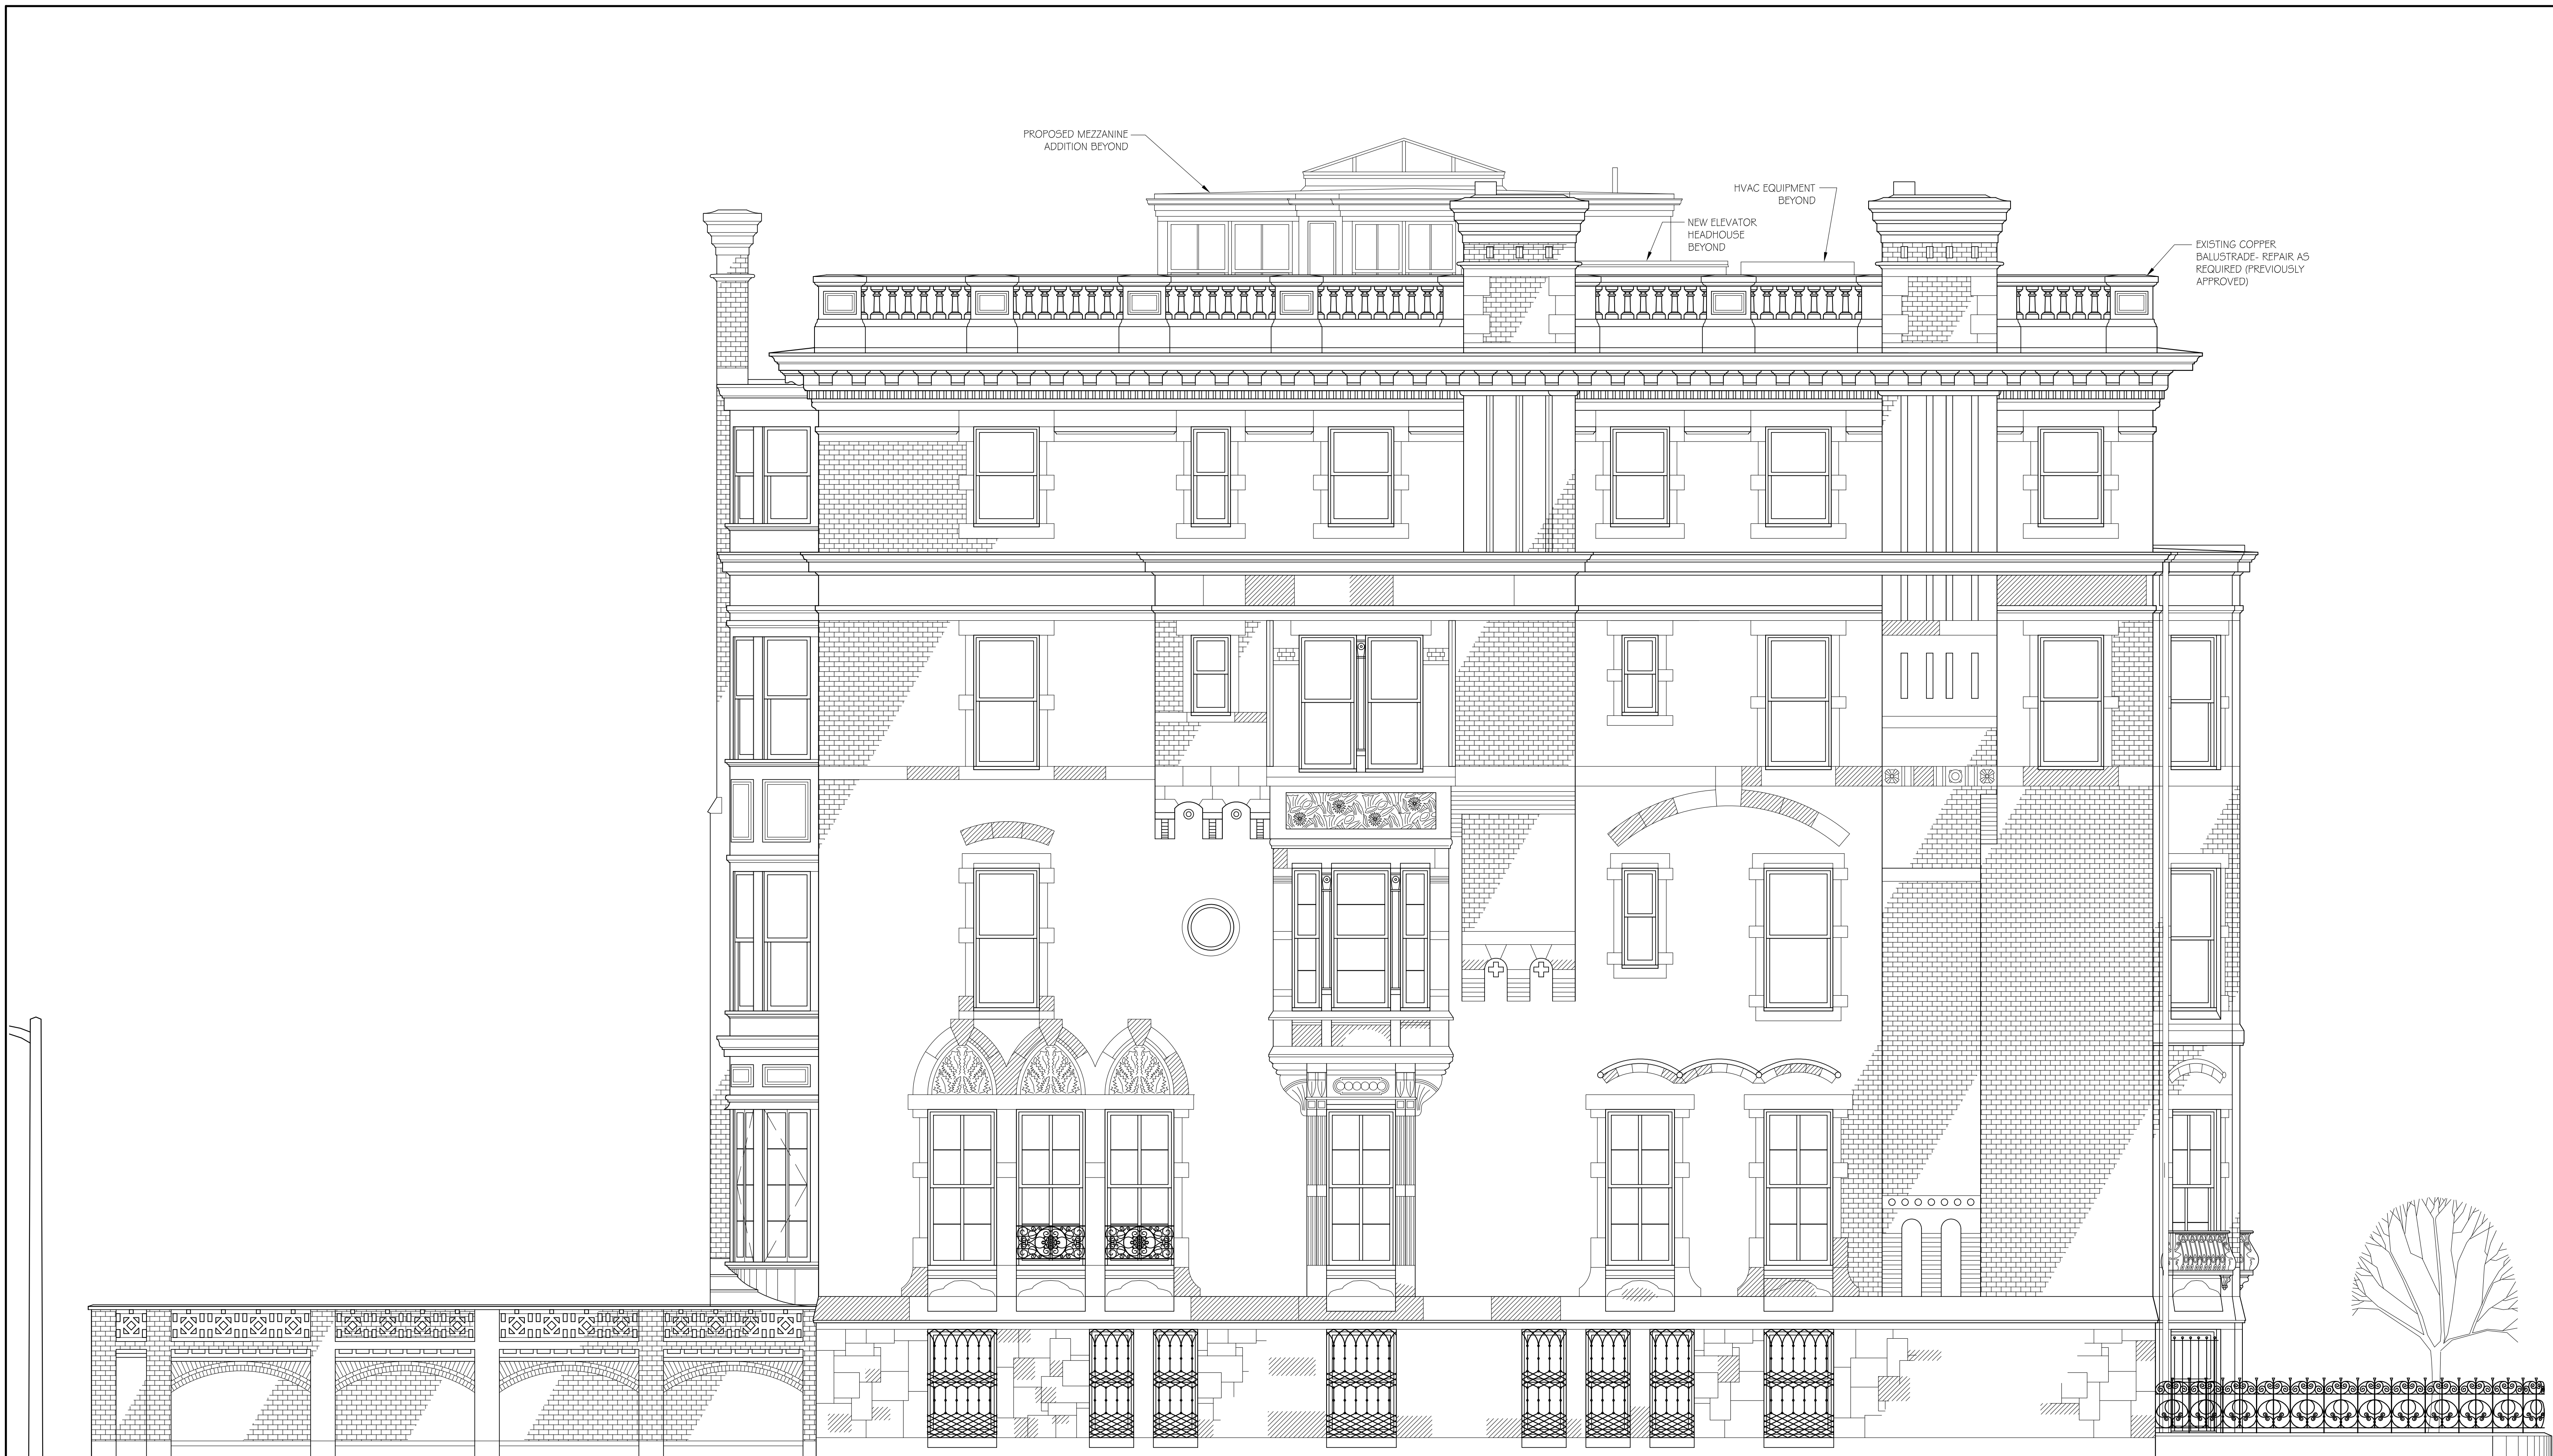 PROPOSED MEZZANINE
ADDITION BEYOND
HVAC EQUIPMENT
BEYOND
NEW ELEVATOR
HEADHOUSE
BEYOND
EXISTING COPPER
BALUSTRADE- REPAIR AS
REQUIRED (PREVIOUSLY
APPROVED)